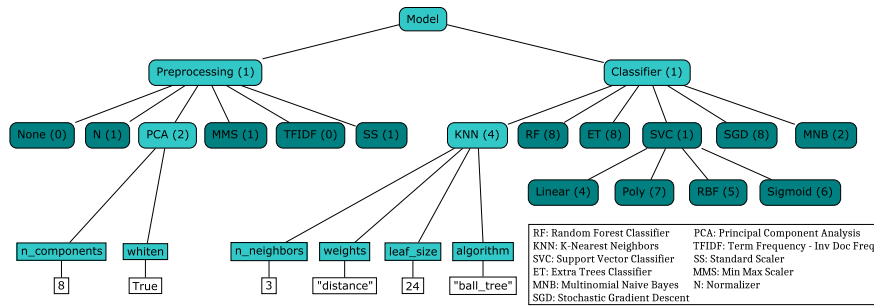 Model
Preprocessing (1)
Classifier (1)
None (0)
N (1)
PCA (2)
MMS (1)
TFIDF (0)
SS (1)
KNN (4)
RF (8)
ET (8)
SVC (1)
SGD (8)
MNB (2)
Linear (4)
Poly (7)
RBF (5)
Sigmoid (6)
n_components
whiten
n_neighbors
weights
leaf_size
algorithm
8
True
3
"distance"
24
"ball_tree"
RF: Random Forest Classifier PCA: Principal Component Analysis
KNN: K-Nearest Neighbors TFIDF: Term Frequency - Inv Doc Freq
SVC: Support Vector Classifier SS: Standard Scaler
ET: Extra Trees Classifier MMS: Min Max Scaler
MNB: Multinomial Naive Bayes N: Normalizer
SGD: Stochastic Gradient Descent